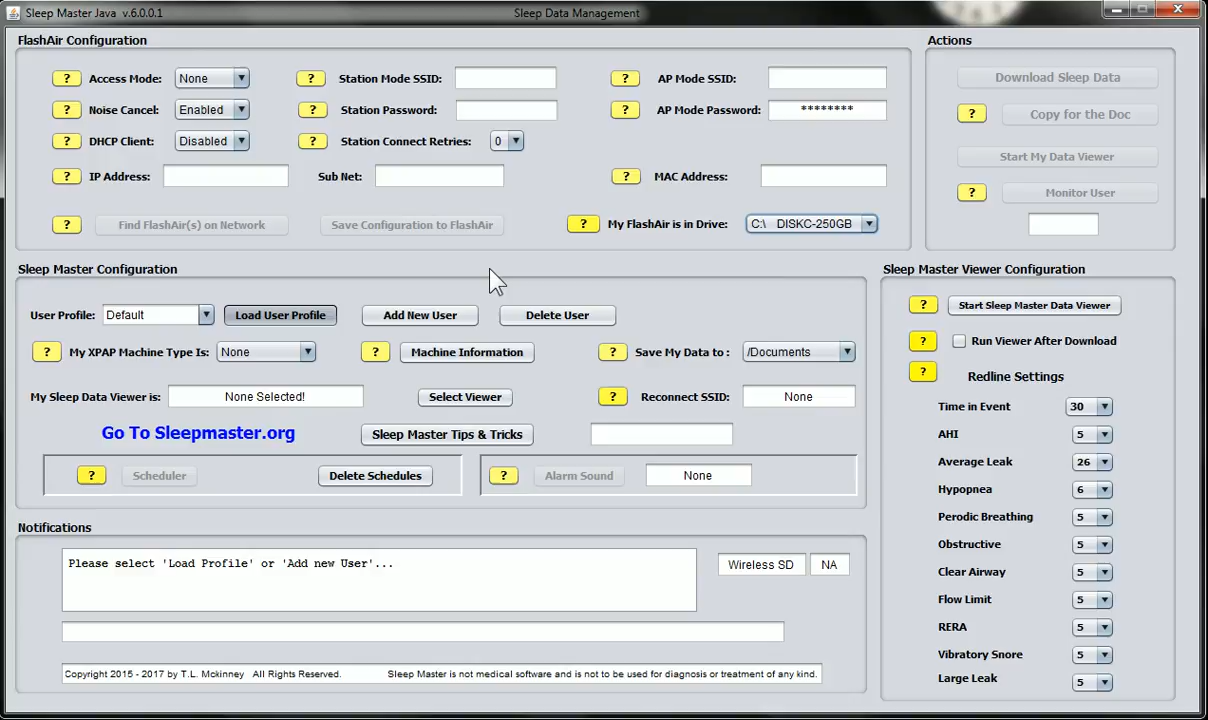 Sleep Master Java v.6.0.0.1
Sleep Data Management
FlashAir Configuration
? Access Mode: None
? Station Mode SSID:
? AP Mode SSID:
? Noise Cancel: Enabled
? Station Password:
? AP Mode Password: ********
? DHCP Client: Disabled
? Station Connect Retries: 0
? IP Address:
Sub Net:
? MAC Address:
? Find FlashAir(s) on Network
Save Configuration to FlashAir
? My FlashAir is in Drive: C:\ DISKC-250GB
Actions
Download Sleep Data
? Copy for the Doc
Start My Data Viewer
? Monitor User
Sleep Master Configuration
User Profile: Default
Load User Profile
Add New User
Delete User
? My XPAP Machine Type Is: None
? Machine Information
? Save My Data to : /Documents
My Sleep Data Viewer is: None Selected!
Select Viewer
? Reconnect SSID: None
Go To Sleepmaster.org
Sleep Master Tips & Tricks
? Scheduler
Delete Schedules
? Alarm Sound
None
Sleep Master Viewer Configuration
? Start Sleep Master Data Viewer
? Run Viewer After Download
? Redline Settings
Time in Event 30
AHI 5
Average Leak 26
Hypopnea 6
Perodic Breathing 5
Obstructive 5
Clear Airway 5
Flow Limit 5
RERA 5
Vibratory Snore 5
Large Leak 5
Notifications
Please select 'Load Profile' or 'Add new User'...
Wireless SD NA
Copyright 2015 - 2017 by T.L. Mckinney All Rights Reserved. Sleep Master is not medical software and is not to be used for diagnosis or treatment of any kind.